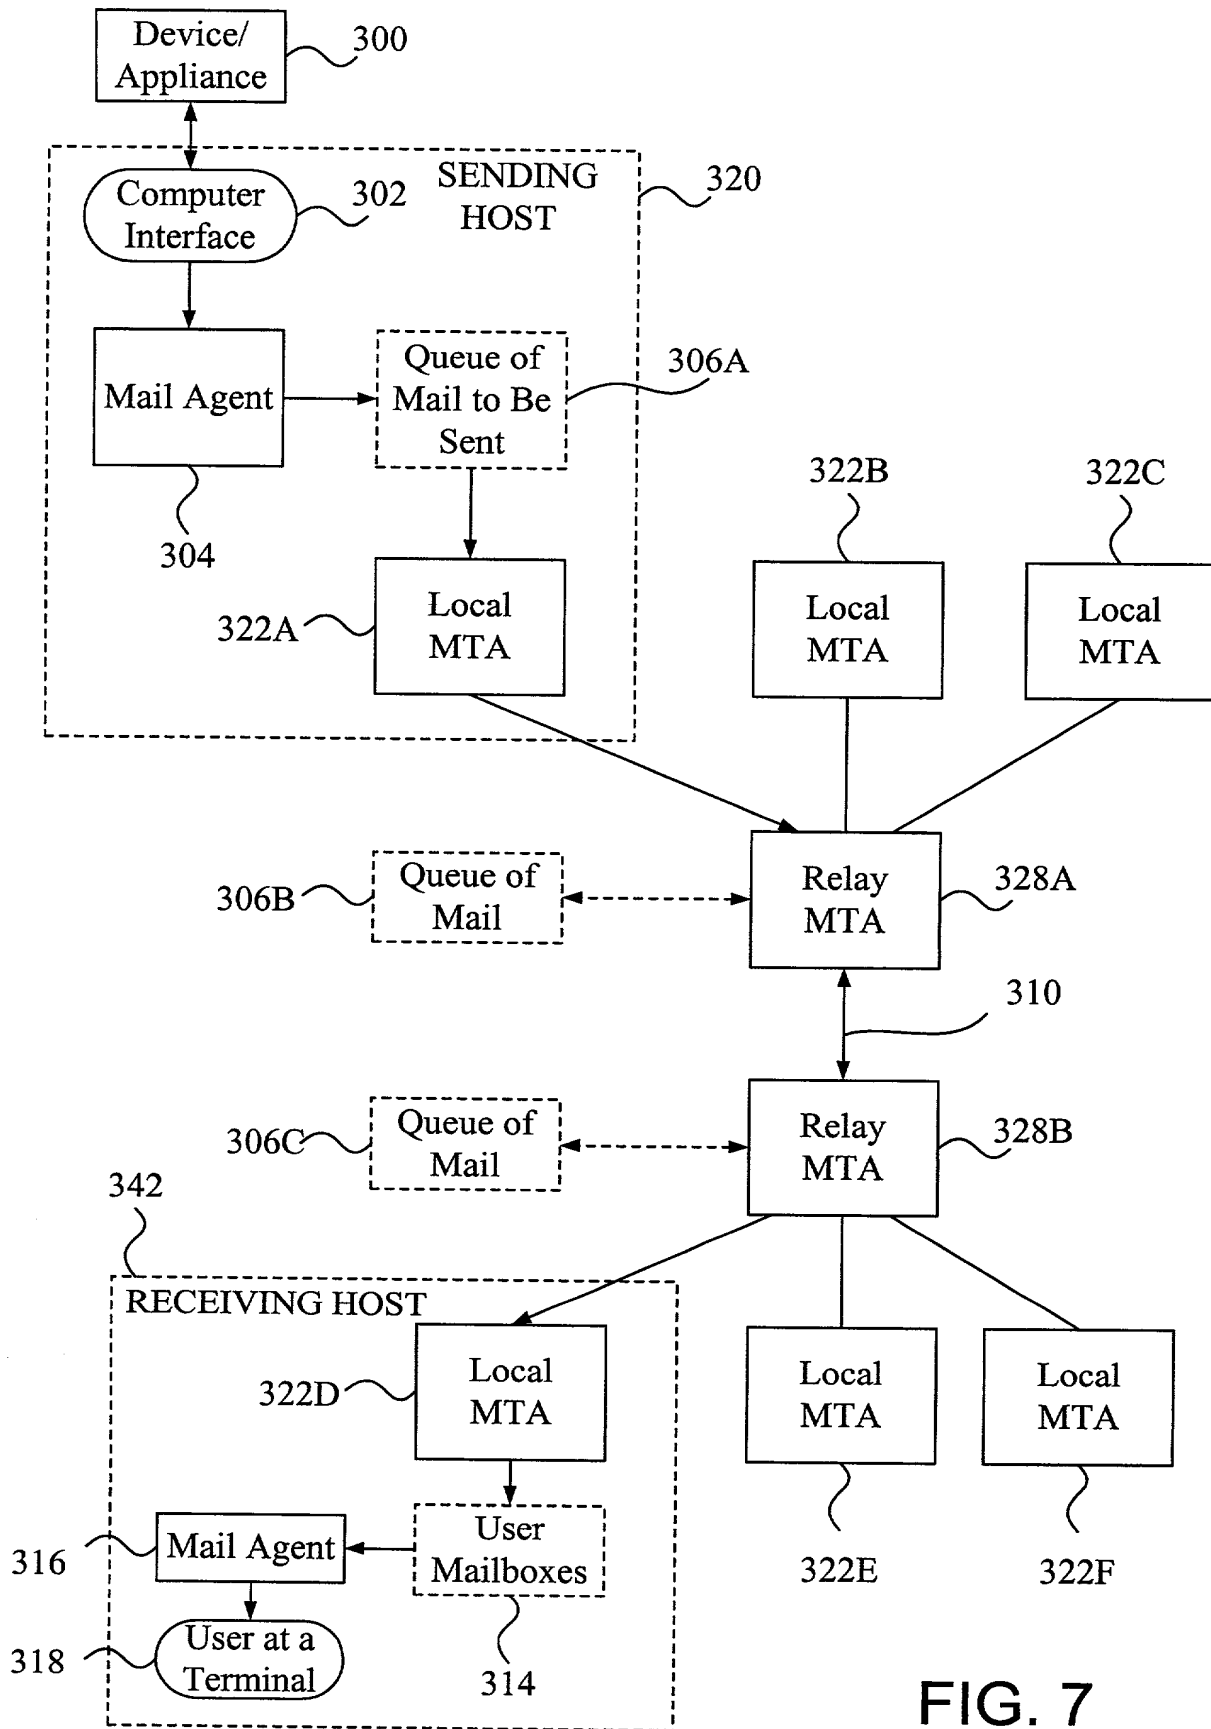 Device/
Appliance
300
SENDING
HOST
320
Computer
Interface
302
Mail Agent
304
Queue of
Mail to Be
Sent
306A
322B
322C
Local
MTA
322A
Local
MTA
Local
MTA
Queue of
Mail
306B
Relay
MTA
328A
310
Queue of
Mail
306C
Relay
MTA
328B
342
RECEIVING HOST
Local
MTA
322D
Local
MTA
Local
MTA
322E
322F
User
Mailboxes
314
Mail Agent
316
User at a
Terminal
318
FIG. 7